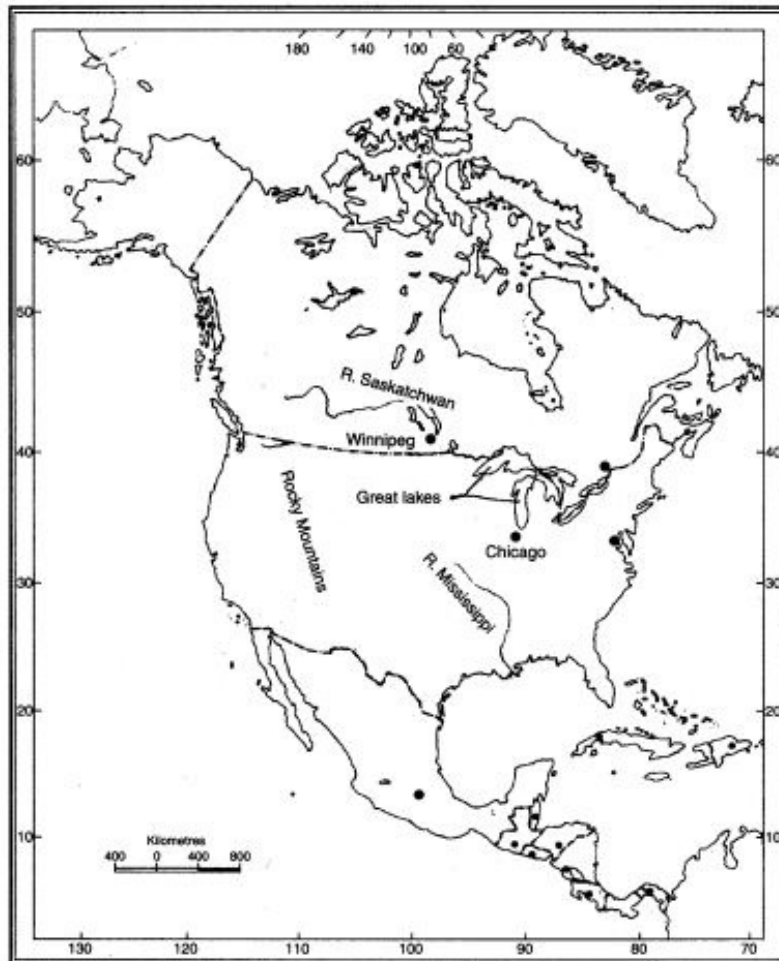 180 140 100 60
60 60
50 50
R. Saskatchwan
Winnipeg
40 40
Great lakes
Rocky Mountains
Chicago
R. Mississippi
30 30
20 20
10 10
Kilometres
400 0 400 800
130 120 110 100 90 80 70